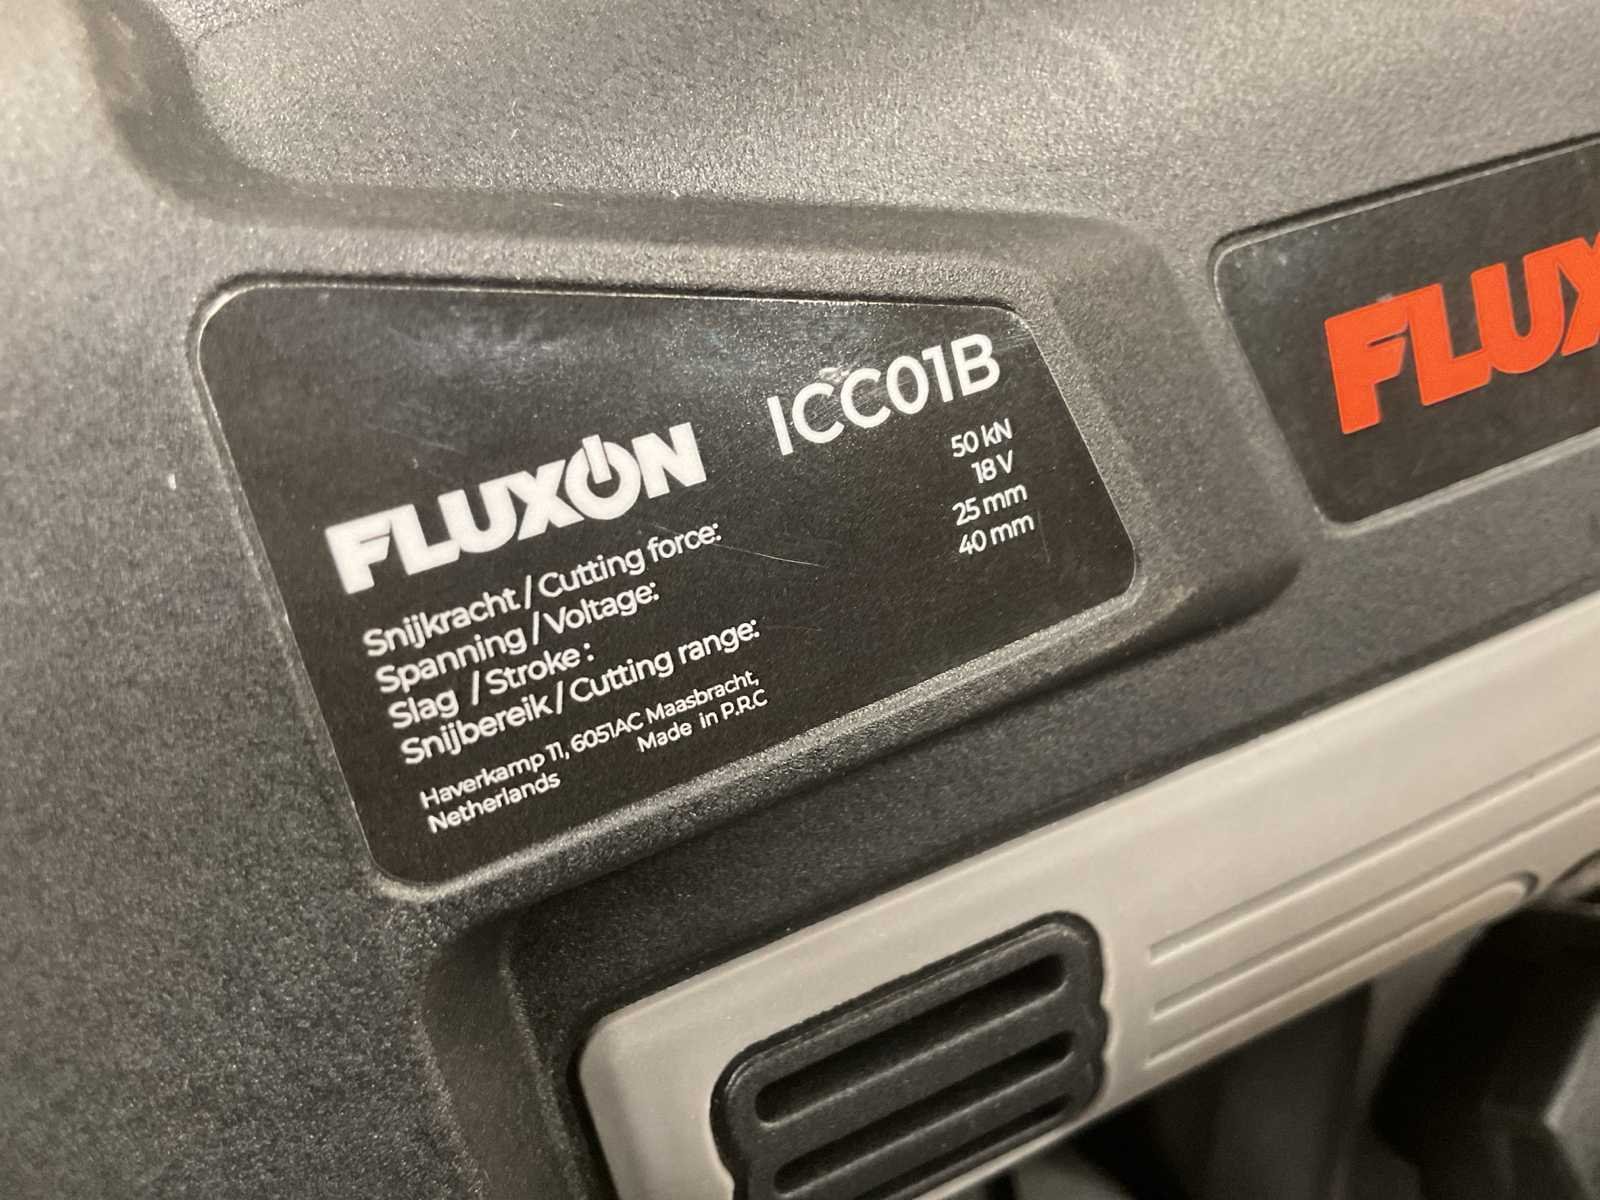 FLUXON ICC01B
Snijkracht / Cutting force: 50 kN
Spanning / Voltage: 18 V
Slag / Stroke: 25 mm
Snijbereik / Cutting range: 40 mm
Haverkamp 11, 6051AC Maasbracht,
Netherlands Made in P.R.C
FLUX